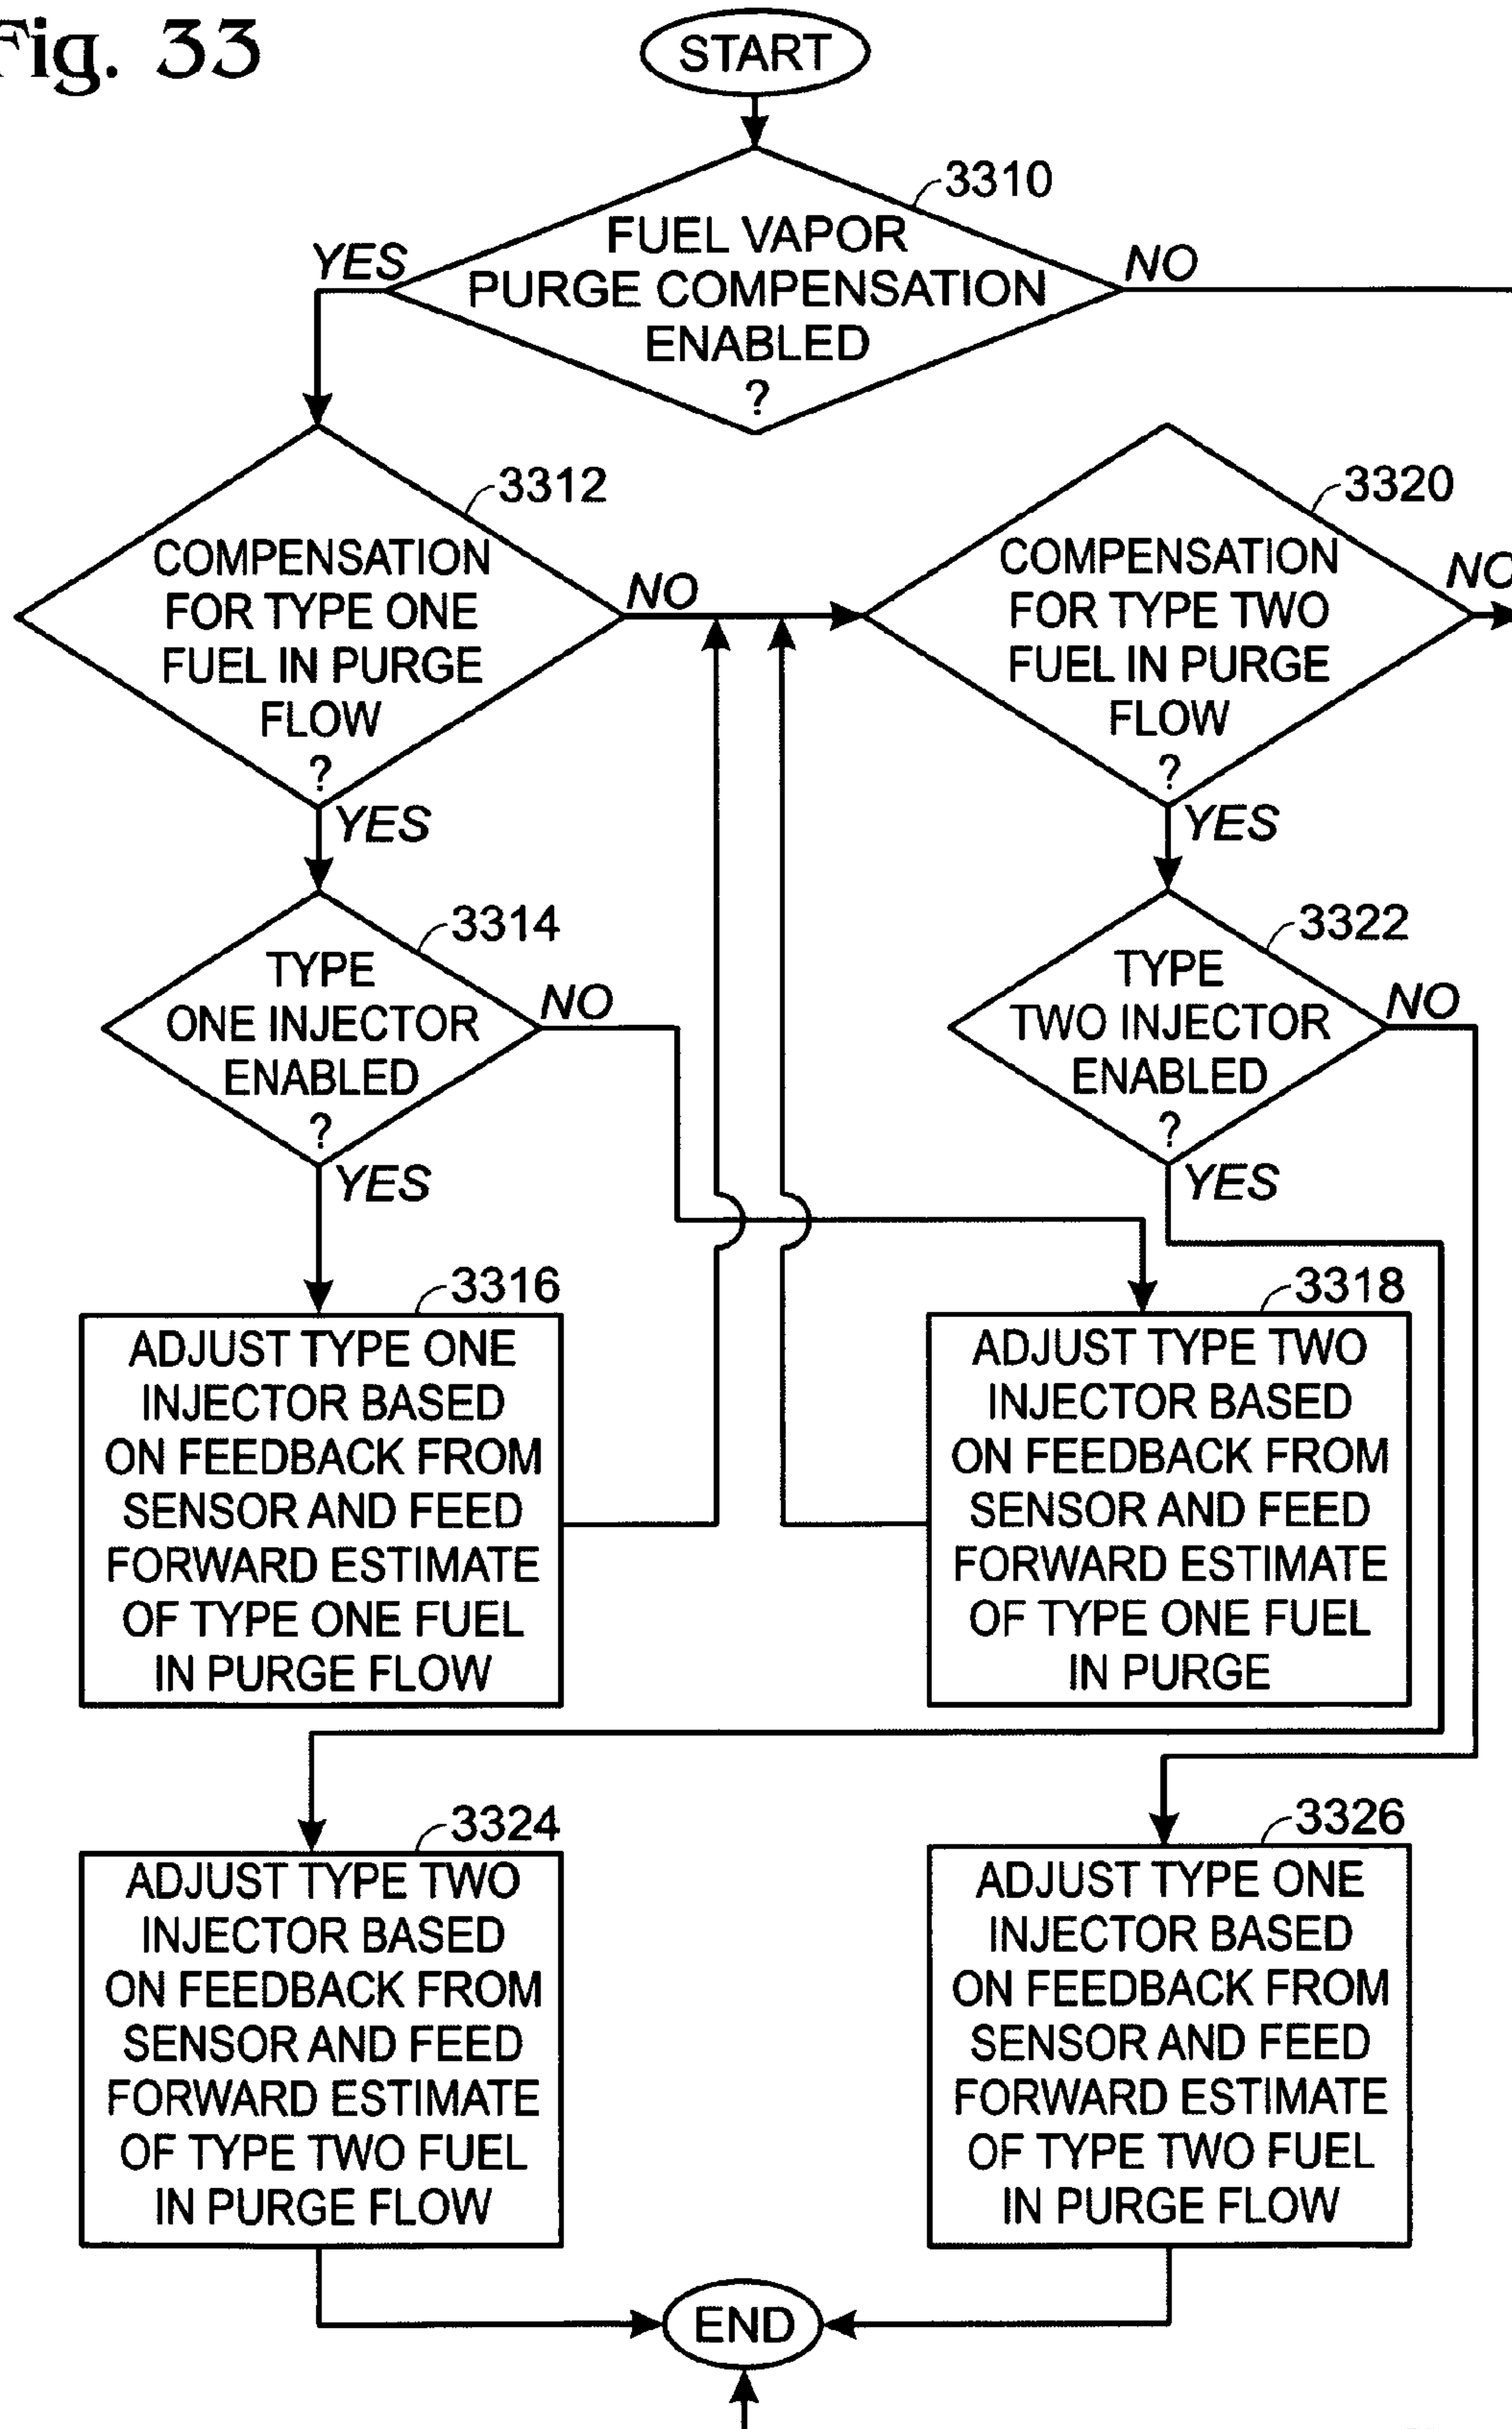 Fig. 33
START
3310
FUEL VAPOR
PURGE COMPENSATION
ENABLED
?
YES
NO
3312
COMPENSATION
FOR TYPE ONE
FUEL IN PURGE
FLOW
?
NO
YES
3320
COMPENSATION
FOR TYPE TWO
FUEL IN PURGE
FLOW
?
NO
YES
3314
TYPE
ONE INJECTOR
ENABLED
?
NO
YES
3322
TYPE
TWO INJECTOR
ENABLED
?
NO
YES
3316
ADJUST TYPE ONE
INJECTOR BASED
ON FEEDBACK FROM
SENSOR AND FEED
FORWARD ESTIMATE
OF TYPE ONE FUEL
IN PURGE FLOW
3318
ADJUST TYPE TWO
INJECTOR BASED
ON FEEDBACK FROM
SENSOR AND FEED
FORWARD ESTIMATE
OF TYPE ONE FUEL
IN PURGE
3324
ADJUST TYPE TWO
INJECTOR BASED
ON FEEDBACK FROM
SENSOR AND FEED
FORWARD ESTIMATE
OF TYPE TWO FUEL
IN PURGE FLOW
3326
ADJUST TYPE ONE
INJECTOR BASED
ON FEEDBACK FROM
SENSOR AND FEED
FORWARD ESTIMATE
OF TYPE TWO FUEL
IN PURGE FLOW
END